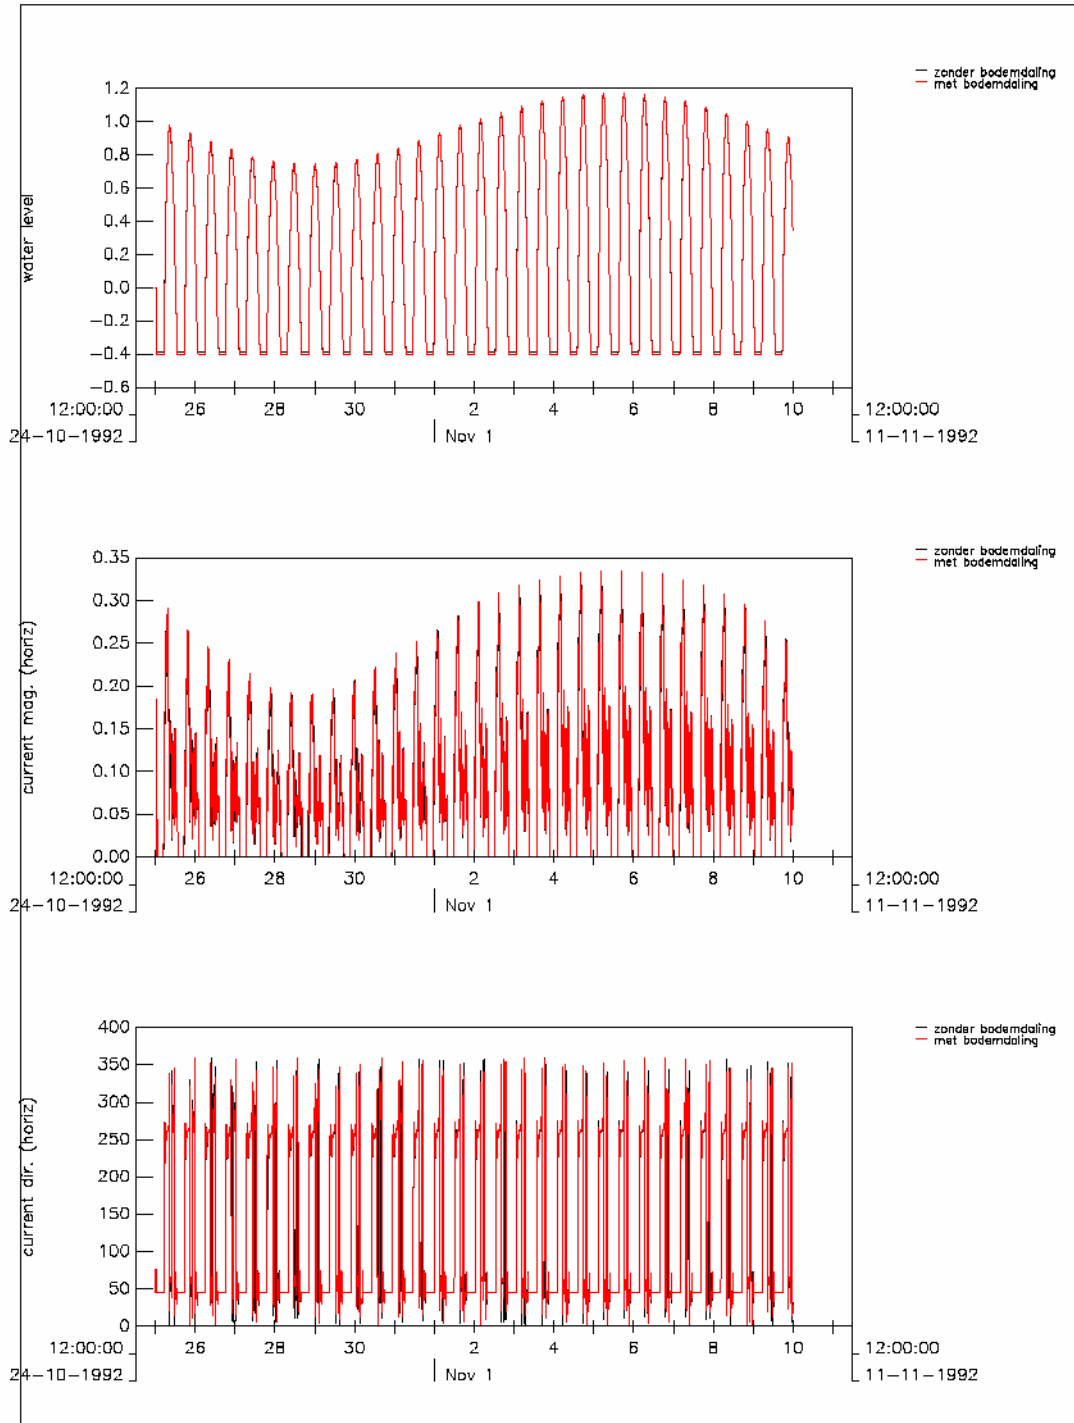 zonder bodemdaling
met bodemdaling
water level
1.2
1.0
0.8
0.6
0.4
0.2
0.0
−0.2
−0.4
−0.6
26 28 30 2 4 6 8 10
12:00:00 12:00:00
24−10−1992 Nov 1 11−11−1992
zonder bodemdaling
met bodemdaling
current mag. (horiz)
0.35
0.30
0.25
0.20
0.15
0.10
0.05
0.00
26 28 30 2 4 6 8 10
12:00:00 12:00:00
24−10−1992 Nov 1 11−11−1992
zonder bodemdaling
met bodemdaling
current dir. (horiz)
400
350
300
250
200
150
100
50
0
26 28 30 2 4 6 8 10
12:00:00 12:00:00
24−10−1992 Nov 1 11−11−1992